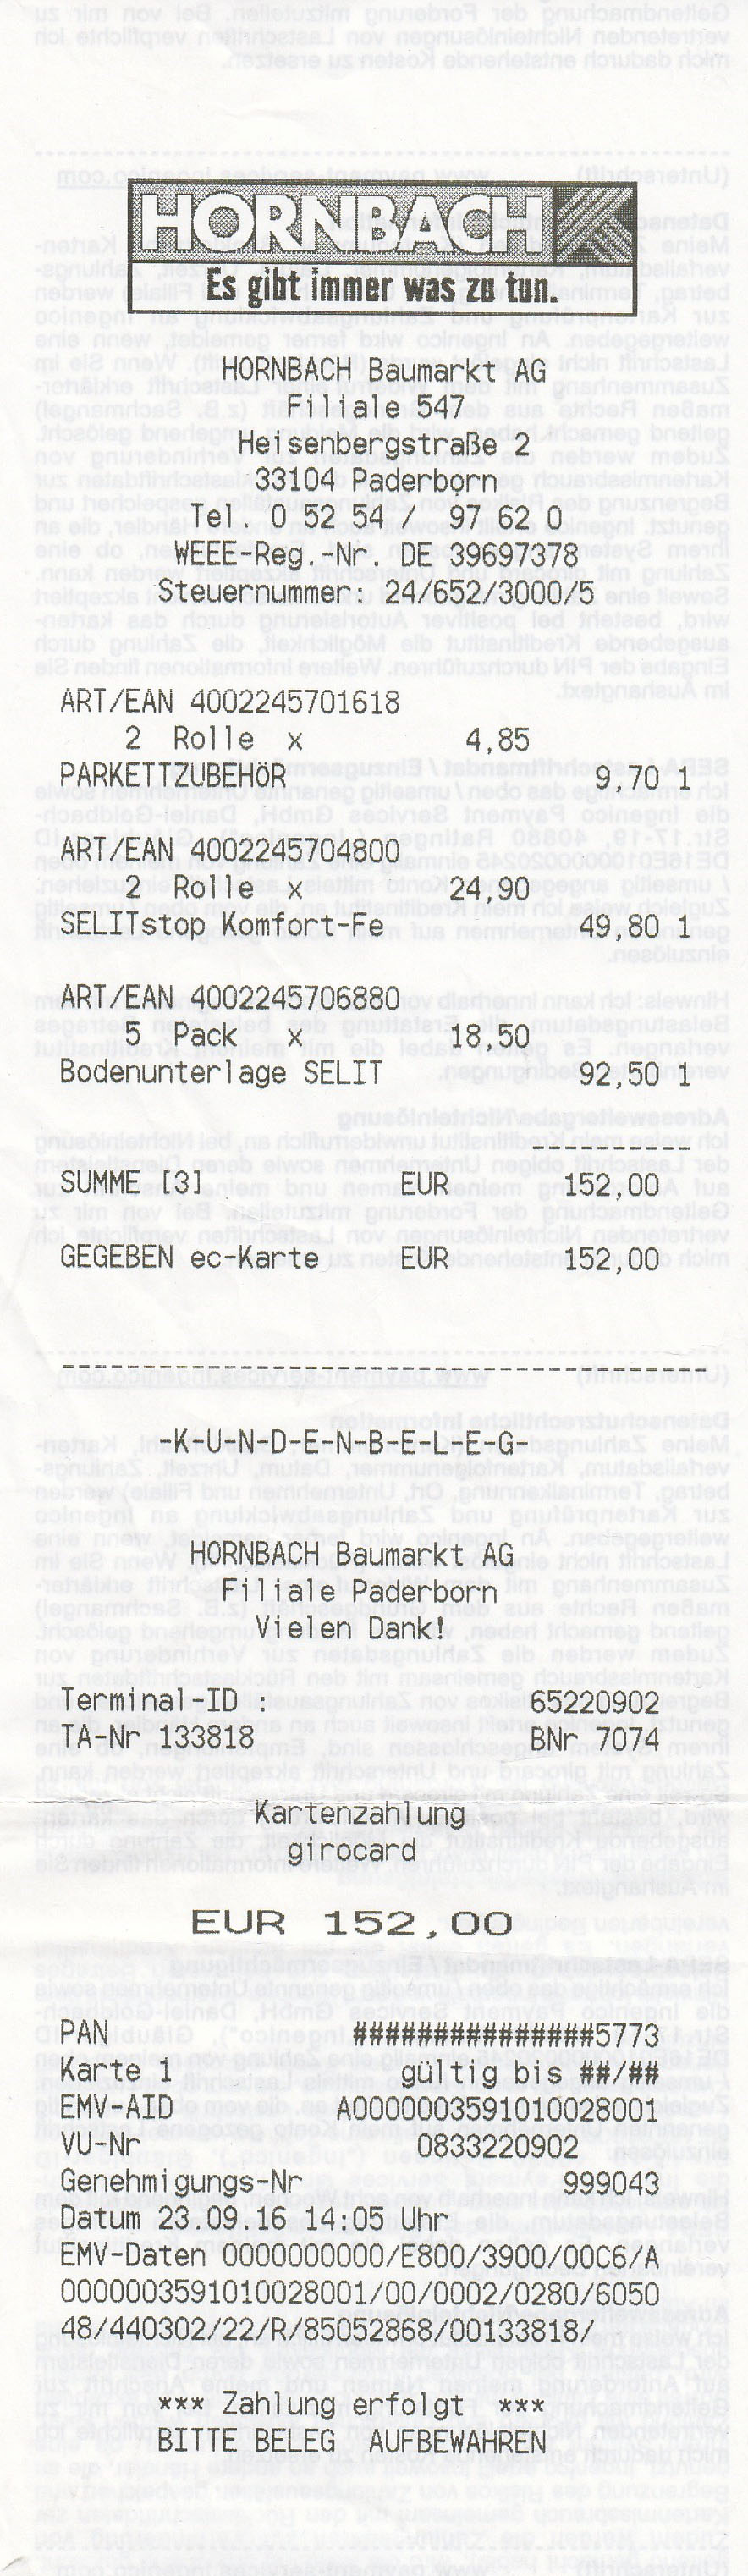 HORNBACH
Es gibt immer was zu tun.
HORNBACH Baumarkt AG
Filiale 547
Heisenbergstraße 2
33104 Paderborn
Tel. 0 52 54 / 97 62 0
WEEE-Reg.-Nr. DE 39697378
Steuernummer: 24/652/3000/5
ART/EAN 4002245701618
2 Rolle x 4,85
PARKETTZUBEHÖR 9,70 1
ART/EAN 4002245704800
2 Rolle x 24,90
SELITstop Komfort-Fe 49,80 1
ART/EAN 4002245706880
5 Pack x 18,50
Bodenunterlage SELIT 92,50 1
----------
SUMME [3] EUR 152,00
GEGEBEN ec-Karte EUR 152,00
----------------------------------------
-K-U-N-D-E-N-B-E-L-E-G-
HORNBACH Baumarkt AG
Filiale Paderborn
Vielen Dank!
Terminal-ID : 65220902
TA-Nr 133818 BNr 7074
Kartenzahlung
girocard
EUR 152,00
PAN ###############5773
Karte 1 gültig bis ##/##
EMV-AID A0000003591010028001
VU-Nr 0833220902
Genehmigungs-Nr 999043
Datum 23.09.16 14:05 Uhr
EMV-Daten 0000000000/E800/3900/00C6/A
0000003591010028001/00/0002/0280/6050
48/440302/22/R/85052868/00133818/
*** Zahlung erfolgt ***
BITTE BELEG AUFBEWAHREN